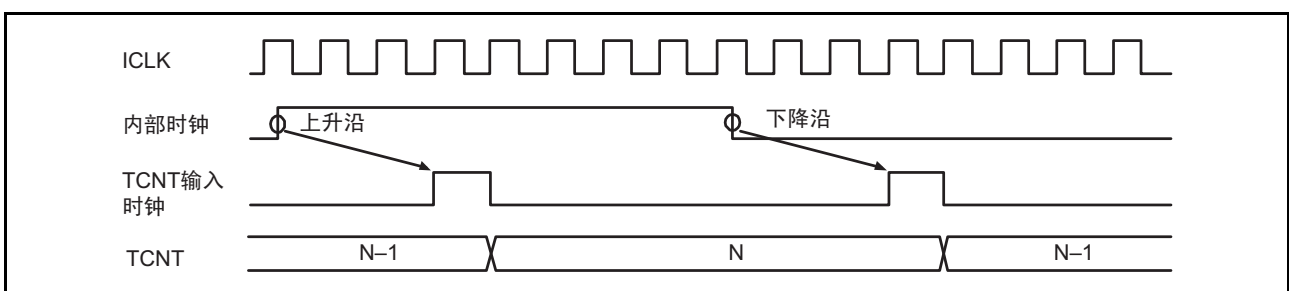 ICLK
内部时钟
上升沿
下降沿
TCNT输入
时钟
TCNT
N–1
N
N–1